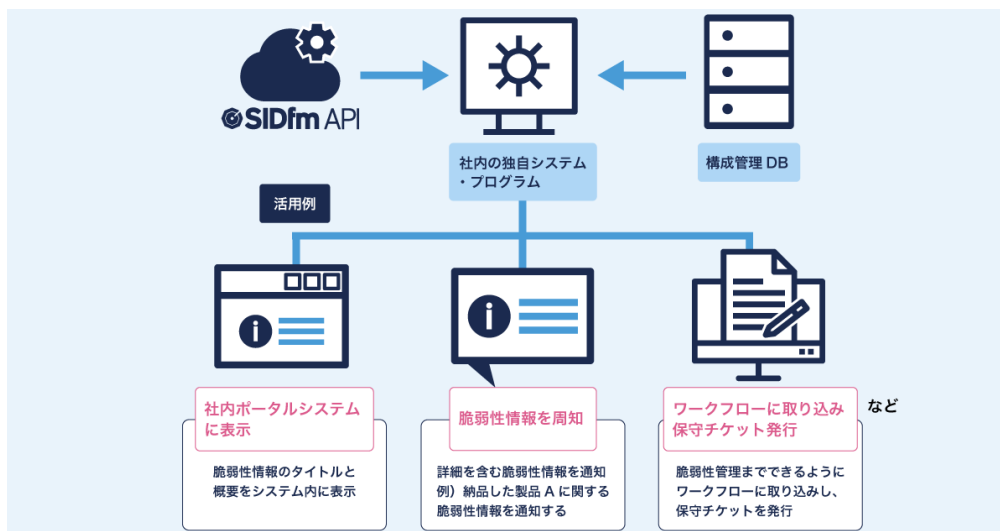 SIDfm API
社内の独自システム
・プログラム
構成管理 DB
活用例
社内ポータルシステム
に表示
脆弱性情報のタイトルと
概要をシステム内に表示
脆弱性情報を周知
詳細を含む脆弱性情報を通知
例）納品した製品 A に関する
脆弱性情報を通知する
ワークフローに取り込み
保守チケット発行
など
脆弱性管理までできるように
ワークフローに取り込みし、
保守チケットを発行